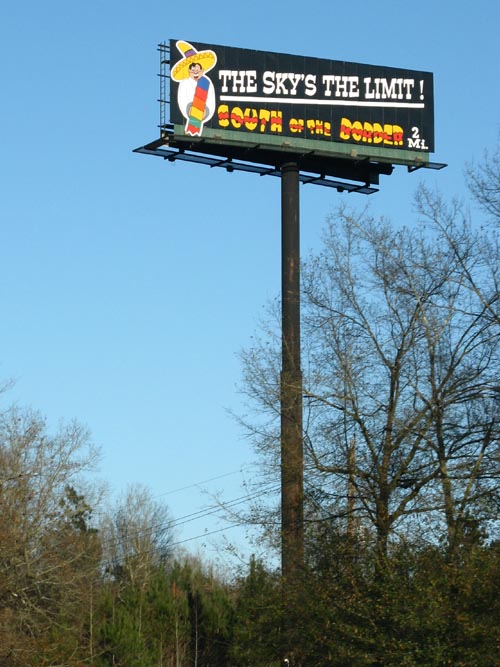 THE SKY'S THE LIMIT!
SOUTH OF THE BORDER 2 Mi.